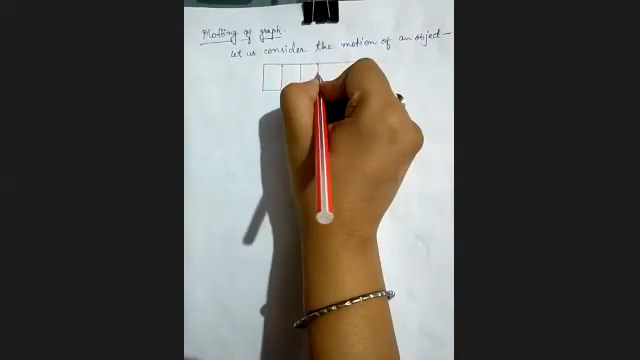 Plotting of graph
Let us consider the motion of an object-